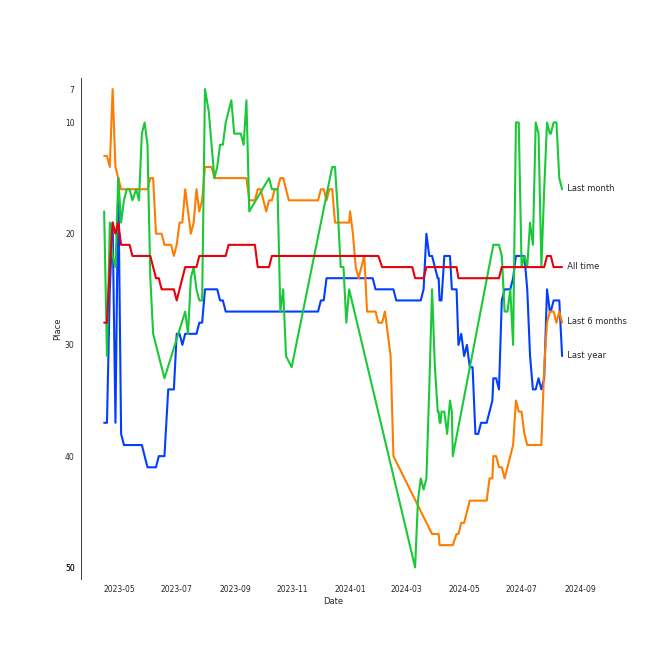 7
10
20
30
40
50
Place
2023-05
2023-07
2023-09
2023-11
2024-01
2024-03
2024-05
2024-07
2024-09
Date
Last month
All time
Last 6 months
Last year